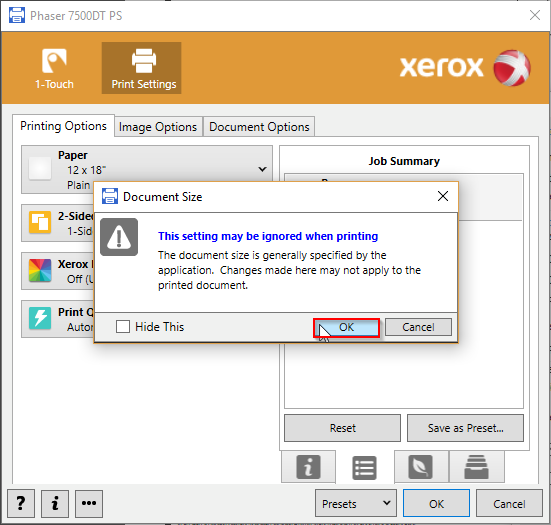 Phaser 7500DT PS
1-Touch
Print Settings
xerox
Printing Options
Image Options
Document Options
Paper
12 x 18"
Plain
Job Summary
Document Size
2-Side
1-Side
This setting may be ignored when printing
The document size is generally specified by the
application. Changes made here may not apply to the
printed document.
Xerox
Off (U
Print Q
Autom
Hide This
OK
Cancel
Reset
Save as Preset...
?
i
•••
Presets
OK
Cancel